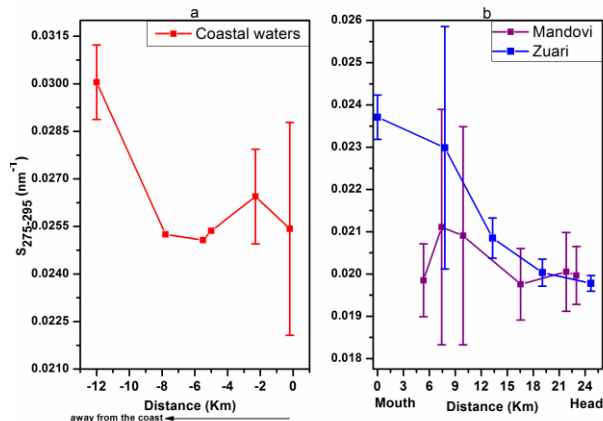 a
Coastal waters
0.0315
0.0300
0.0285
0.0270
0.0255
0.0240
0.0225
0.0210
S275-295 (nm-1)
-12 -10 -8 -6 -4 -2 0
Distance (Km)
away from the coast
b
Mandovi
Zuari
0.026
0.025
0.024
0.023
0.022
0.021
0.020
0.019
0.018
0 3 6 9 12 15 18 21 24
Mouth Distance (Km) Head